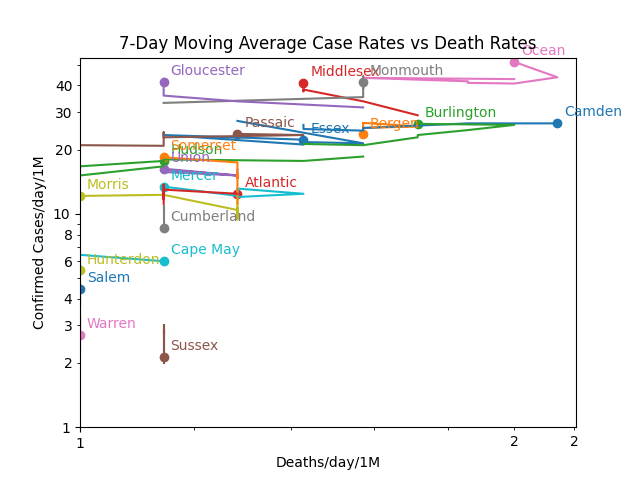 7-Day Moving Average Case Rates vs Death Rates
Ocean
Gloucester
Middlesex
Monmouth
Burlington
Camden
Passaic
Essex
Bergen
Somerset
Hudson
Union
Mercer
Atlantic
Morris
Cumberland
Cape May
Hunterdon
Salem
Warren
Sussex
40
30
20
10
8
6
4
3
2
1
1
2
2
Confirmed Cases/day/1M
Deaths/day/1M